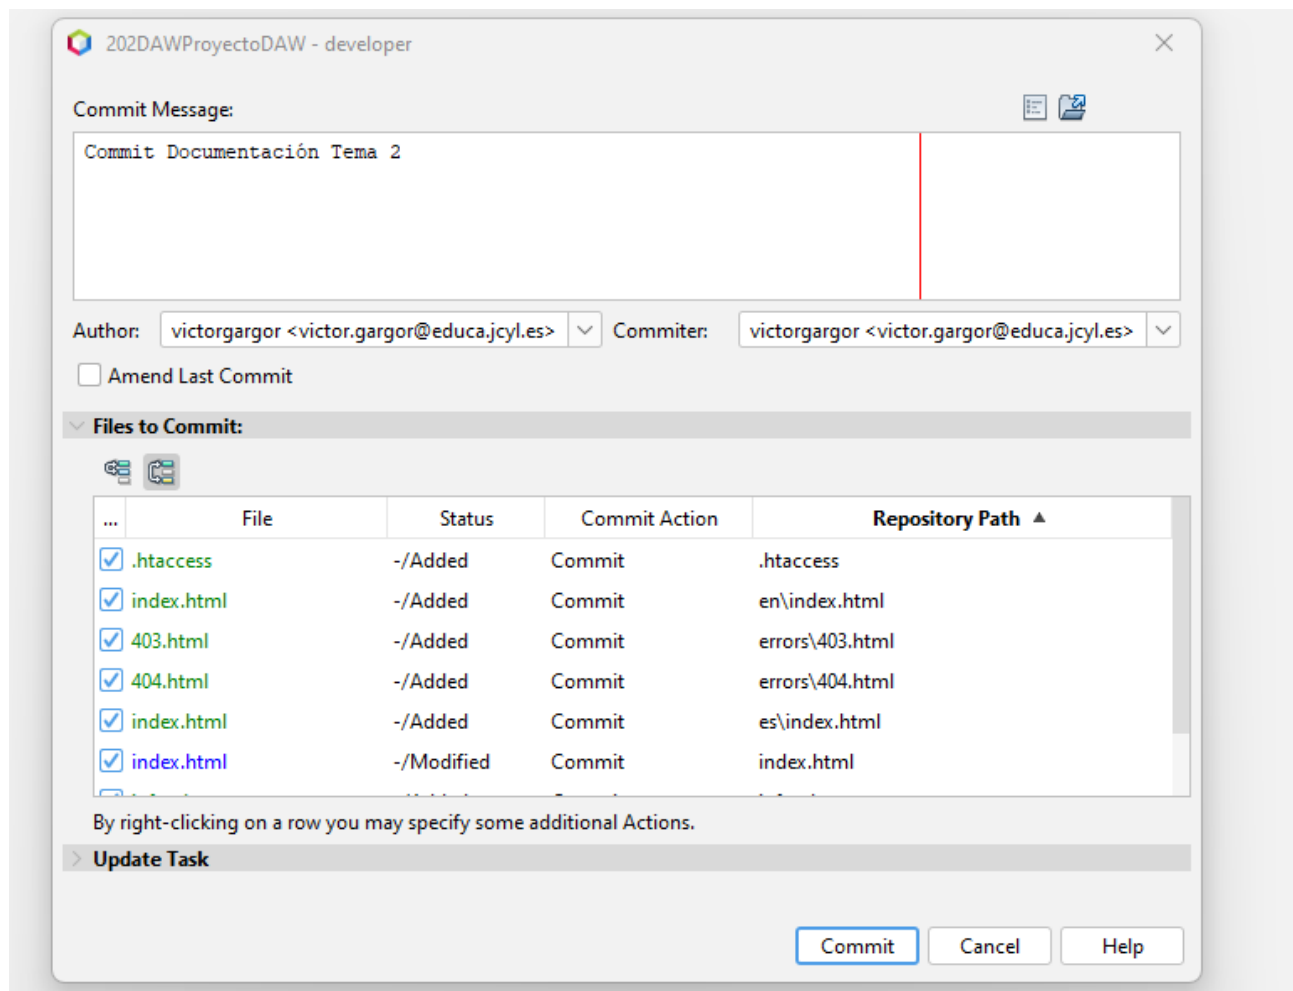 202DAWProyectoDAW - developer
Commit Message:
Commit Documentación Tema 2
Author: victorgargor <victor.gargor@educa.jcyl.es> Commiter: victorgargor <victor.gargor@educa.jcyl.es>
Amend Last Commit
Files to Commit:
... File Status Commit Action Repository Path
.htaccess -/Added Commit .htaccess
index.html -/Added Commit en\index.html
403.html -/Added Commit errors\403.html
404.html -/Added Commit errors\404.html
index.html -/Added Commit es\index.html
index.html -/Modified Commit index.html
By right-clicking on a row you may specify some additional Actions.
Update Task
Commit Cancel Help